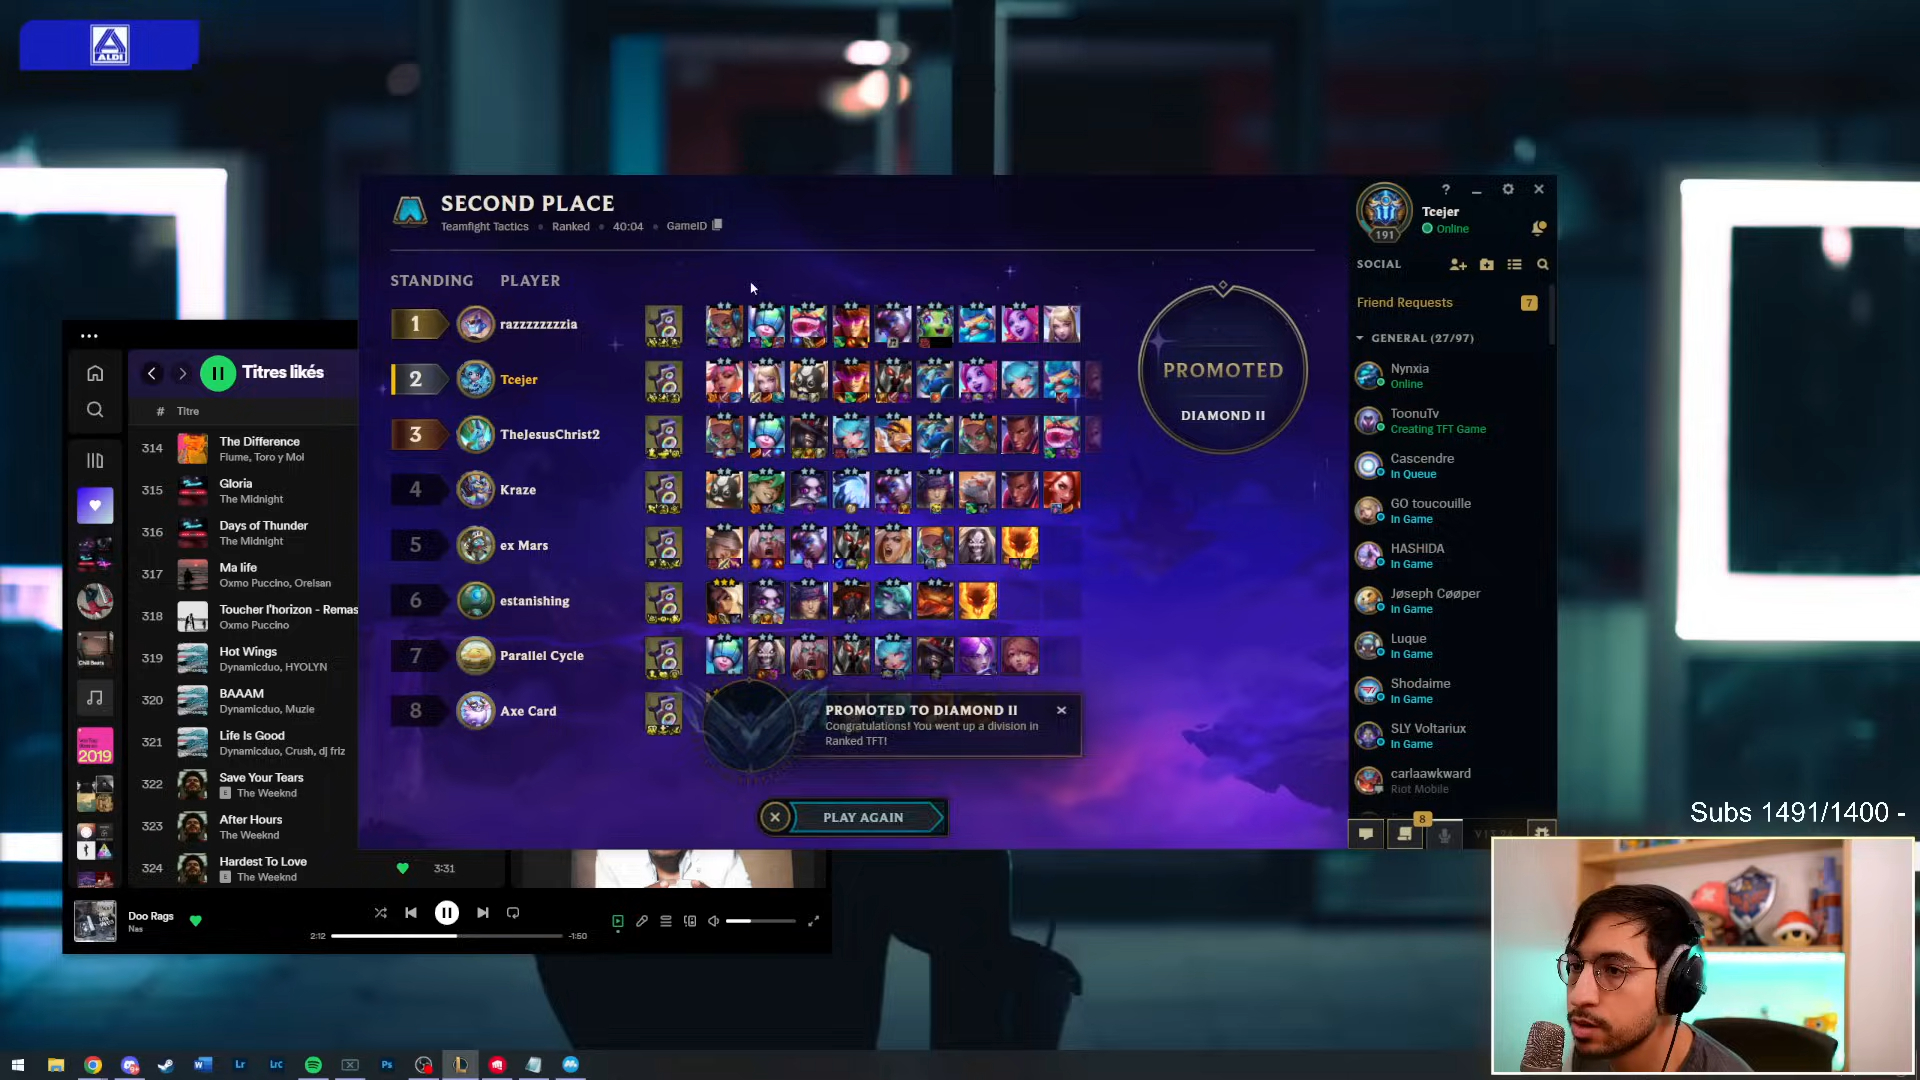 ALDI
SECOND PLACE
Teamfight Tactics • Ranked • 40:04 • GameID
STANDING PLAYER
1 razzzzzzzzia
2 Tcejer
3 TheJesusChrist2
4 Kraze
5 ex Mars
6 estanishing
7 Parallel Cycle
8 Axe Card
PROMOTED
DIAMOND II
PROMOTED TO DIAMOND II
Congratulations! You went up a division in
Ranked TFT!
PLAY AGAIN
?
191
Tcejer
Online
SOCIAL
Friend Requests 7
GENERAL (27/97)
Nynxia
Online
ToonuTv
Creating TFT Game
Cascendre
In Queue
GO toucouille
In Game
HASHIDA
In Game
Jøseph Cøøper
In Game
Luque
In Game
Shodaime
In Game
SLY Voltariux
In Game
carlaawkward
Riot Mobile
8
Titres likés
# Titre
314 The Difference
Flume, Toro y Moi
315 Gloria
The Midnight
316 Days of Thunder
The Midnight
317 Ma life
Oxmo Puccino, Orelsan
318 Toucher l'horizon - Remas
Oxmo Puccino
319 Hot Wings
Dynamicduo, HYOLYN
320 BAAAM
Dynamicduo, Muzie
321 Life Is Good
Dynamicduo, Crush, dj friz
322 Save Your Tears
E The Weeknd
323 After Hours
The Weeknd
324 Hardest To Love
E The Weeknd
3:31
2019
Chill Beats
Doo Rags
Nas
2:12
-1:50
Subs 1491/1400 -
Lr
Lrc
Ps